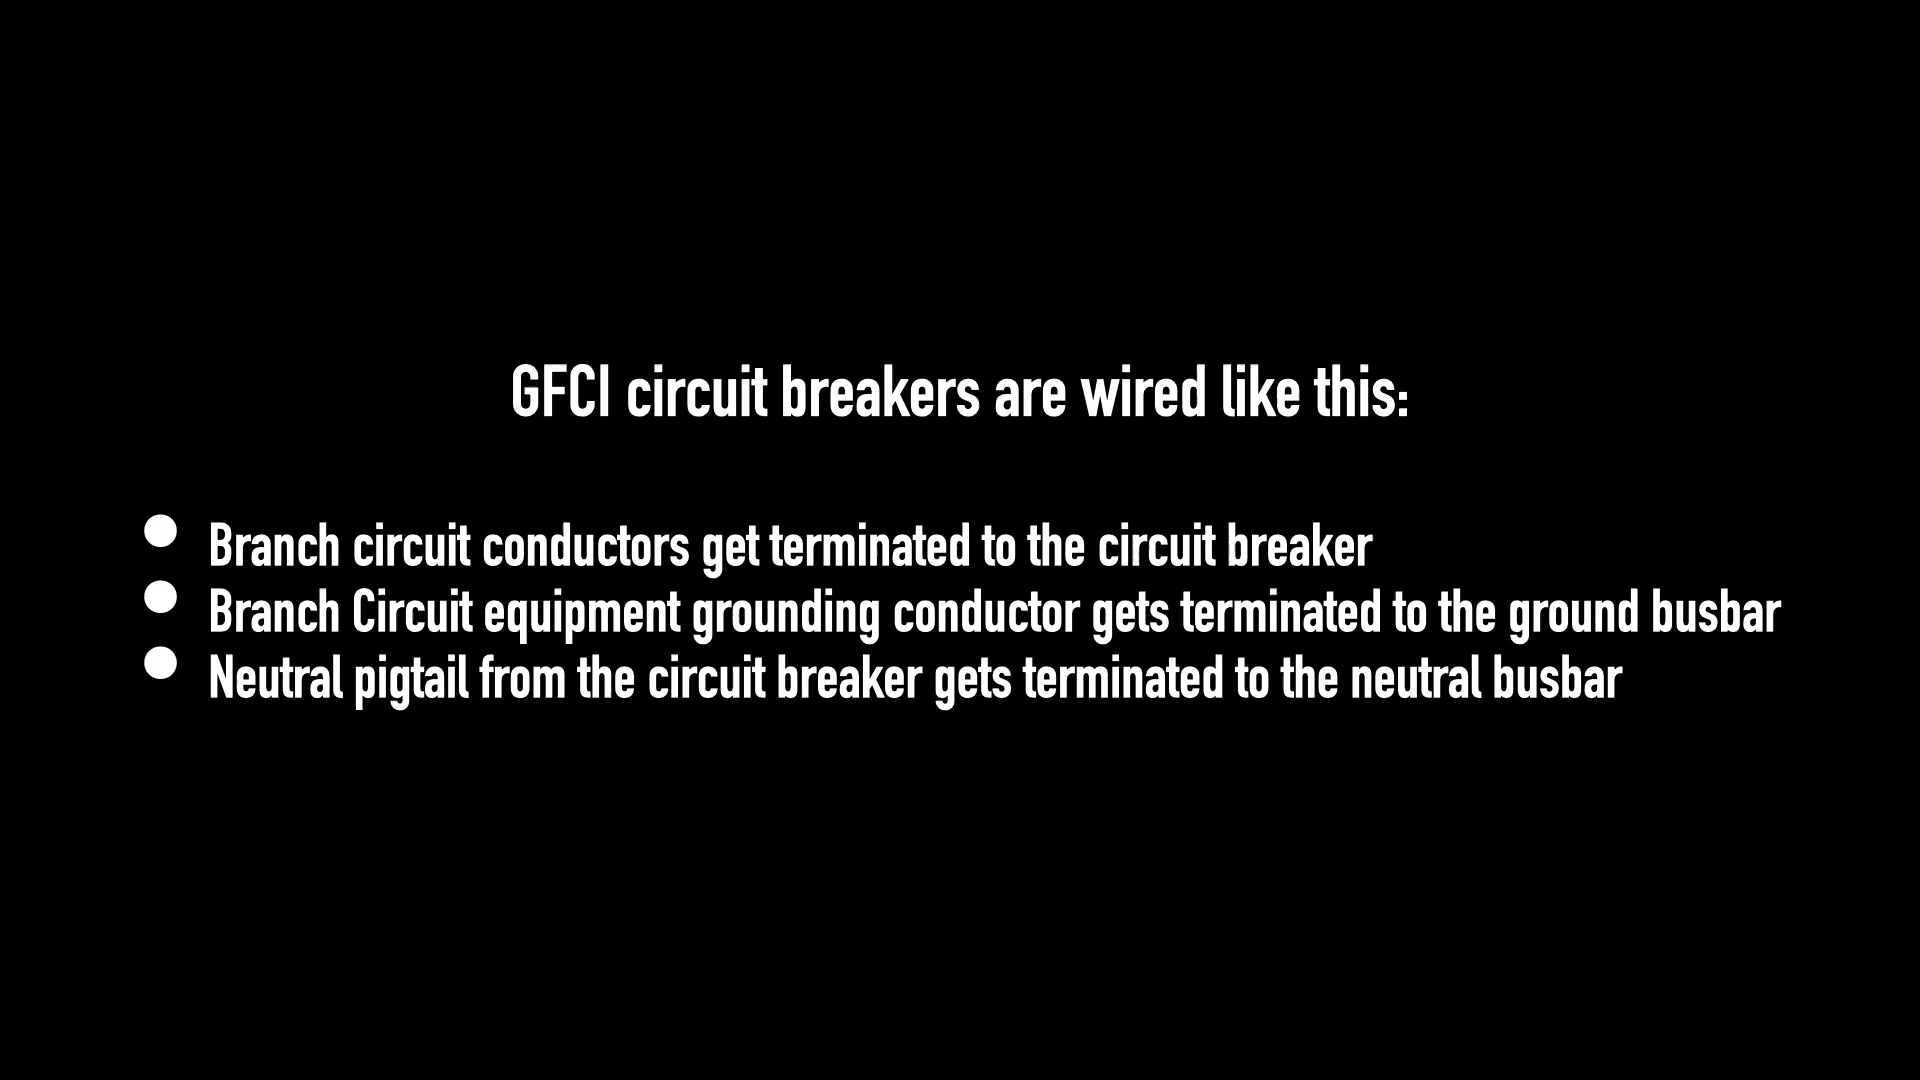 GFCI circuit breakers are wired like this:
• Branch circuit conductors get terminated to the circuit breaker
• Branch Circuit equipment grounding conductor gets terminated to the ground busbar
• Neutral pigtail from the circuit breaker gets terminated to the neutral busbar